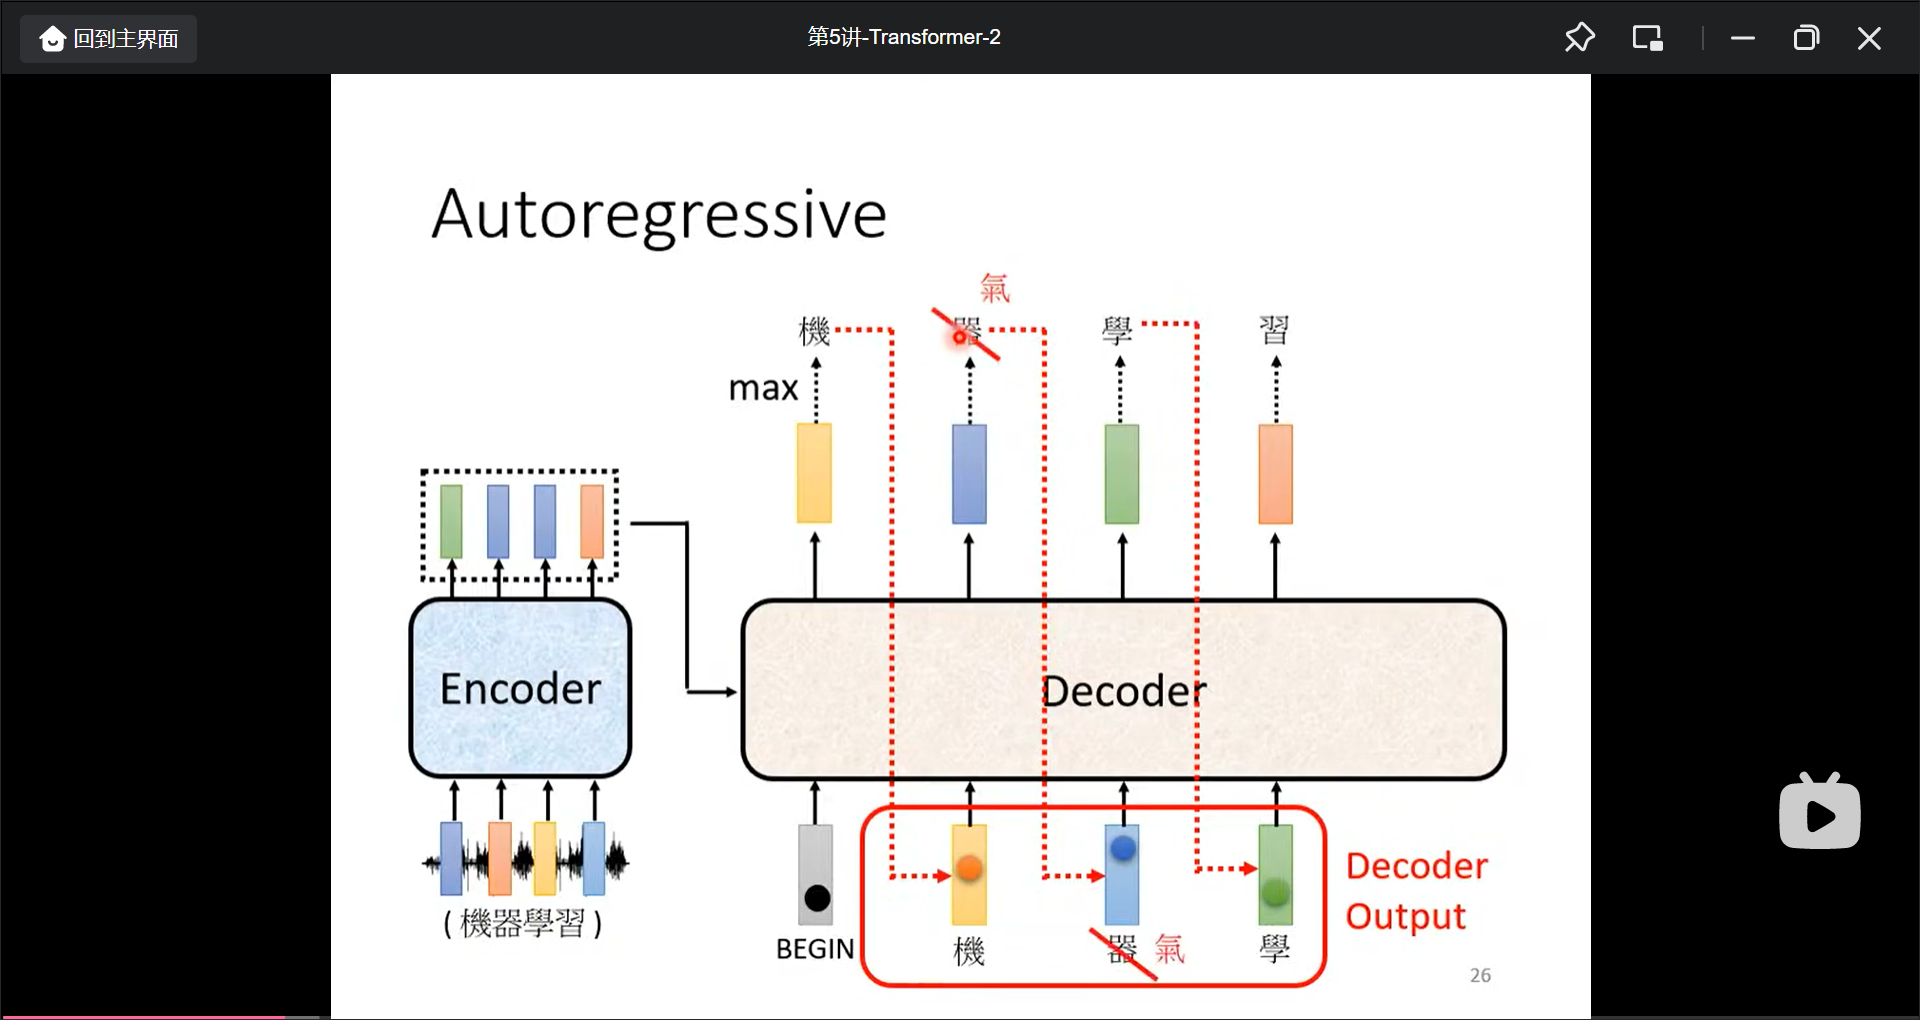 回到主界面
第5讲-Transformer-2
Autoregressive
氣
機 器 學 習
max
Encoder
Decoder
(機器學習)
BEGIN
機 器 氣 學
Decoder
Output
26